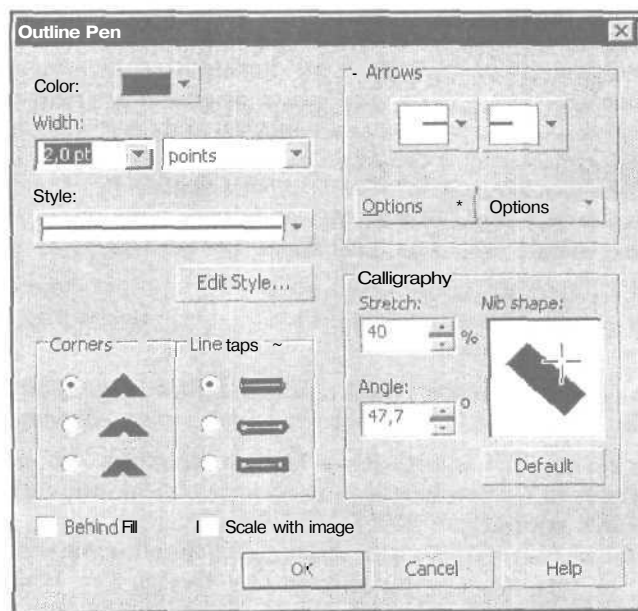 Outline Pen
Color:
Width:
2,0 pt
points
Style:
Edit Style...
Corners
Line taps ~
Behind Fill
I Scale with image
- Arrows
Options * Options
Calligraphy
Stretch:
40 %
Angle:
47,7 °
Nib shape:
Default
OK
Cancel
Help